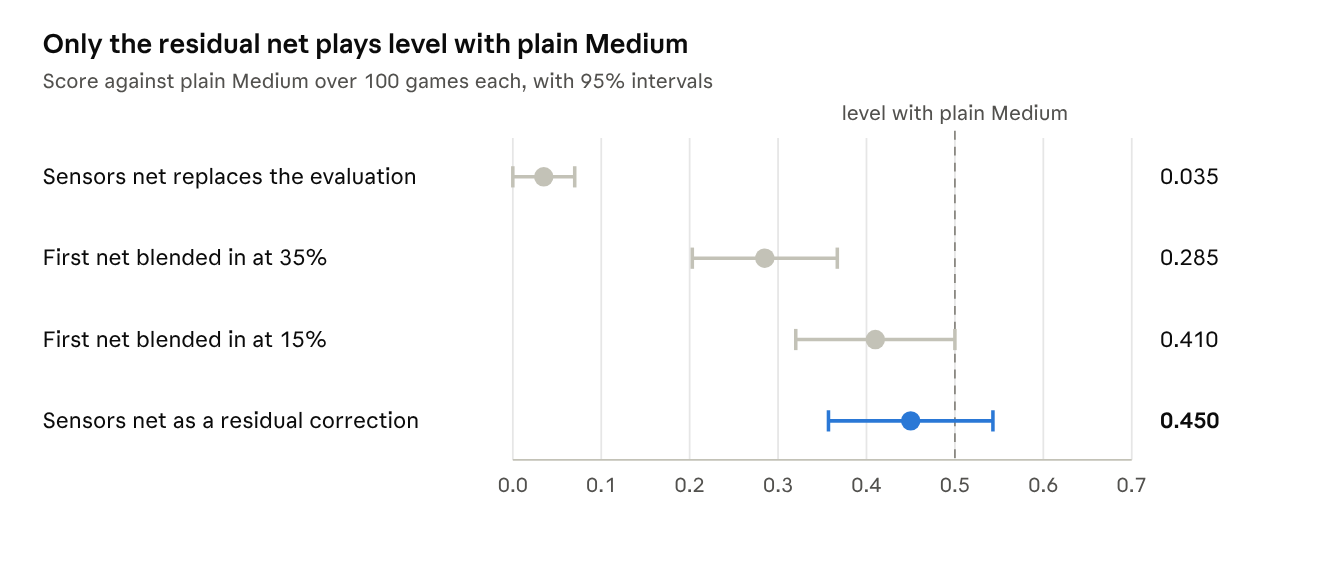 Only the residual net plays level with plain Medium
Score against plain Medium over 100 games each, with 95% intervals
level with plain Medium
Sensors net replaces the evaluation 0.035
First net blended in at 35% 0.285
First net blended in at 15% 0.410
Sensors net as a residual correction 0.450
0.0 0.1 0.2 0.3 0.4 0.5 0.6 0.7